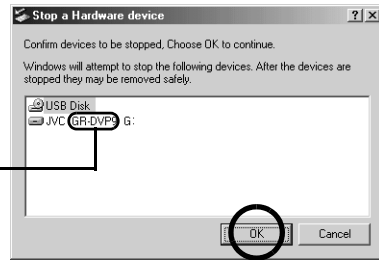 Stop a Hardware device
Confirm devices to be stopped, Choose OK to continue.
Windows will attempt to stop the following devices. After the devices are
stopped they may be removed safely.
USB Disk
JVC GR-DVP9 G:
OK Cancel